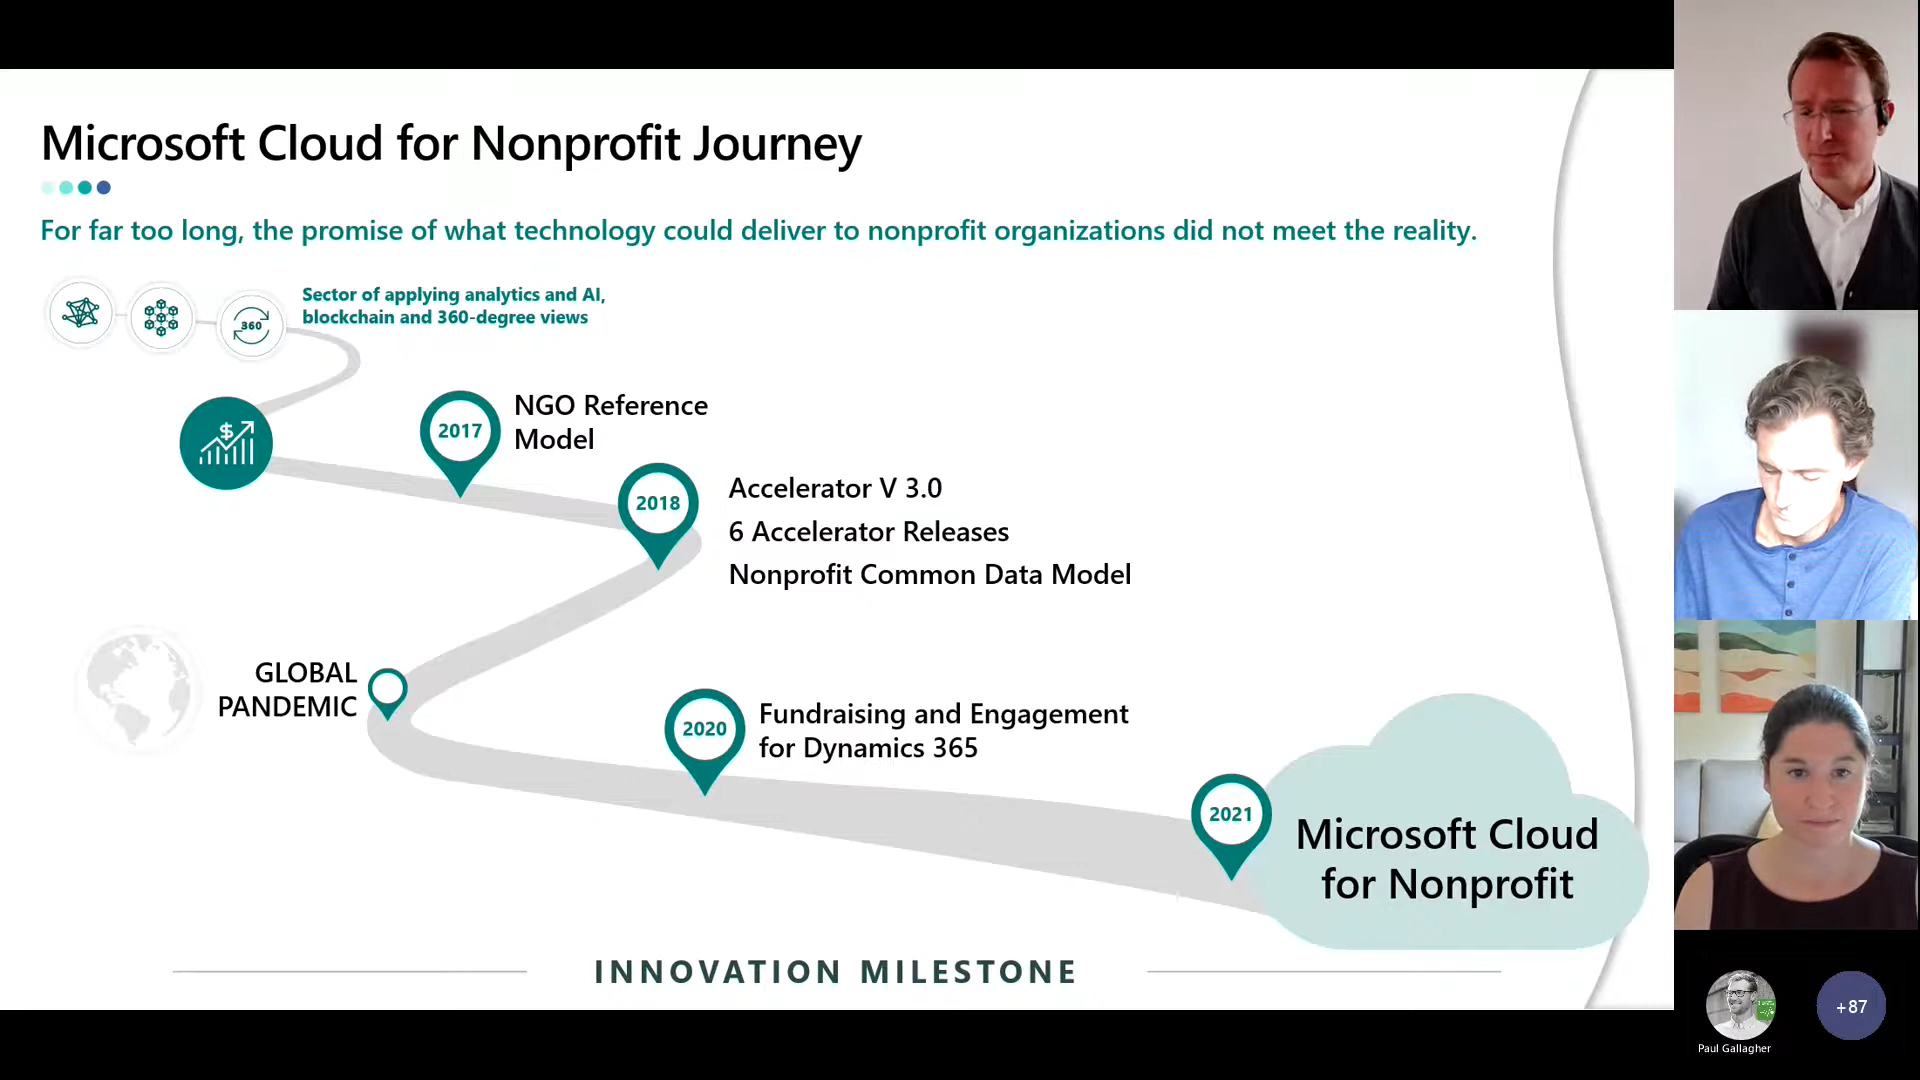 Microsoft Cloud for Nonprofit Journey
For far too long, the promise of what technology could deliver to nonprofit organizations did not meet the reality.
360
Sector of applying analytics and AI,
blockchain and 360-degree views
$
2017
NGO Reference
Model
2018
Accelerator V 3.0
6 Accelerator Releases
Nonprofit Common Data Model
GLOBAL
PANDEMIC
2020
Fundraising and Engagement
for Dynamics 365
2021
Microsoft Cloud
for Nonprofit
INNOVATION MILESTONE
+87
Paul Gallagher